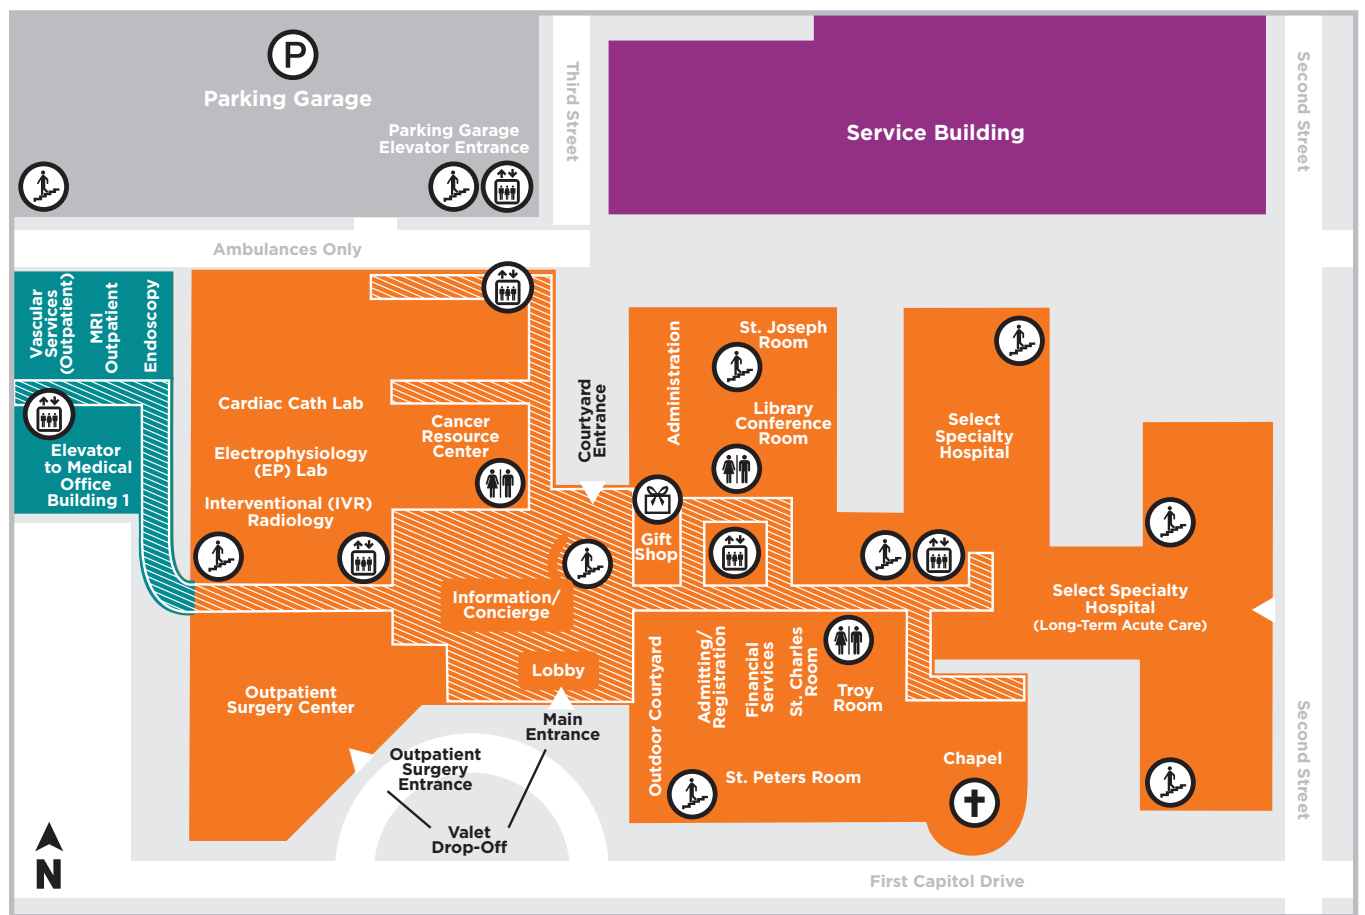 P
Parking Garage
Parking Garage
Elevator Entrance
Third Street
Service Building
Second Street
Ambulances Only
Vascular
Services
(Outpatient)
MRI
Outpatient
Endoscopy
Elevator
to Medical
Office
Building 1
Cardiac Cath Lab
Electrophysiology
(EP) Lab
Interventional (IVR)
Radiology
Cancer
Resource
Center
Courtyard
Entrance
Administration
St. Joseph
Room
Library
Conference
Room
Gift
Shop
Select
Specialty
Hospital
Select Specialty
Hospital
(Long-Term Acute Care)
Information/
Concierge
Lobby
Main
Entrance
Outpatient
Surgery Center
Outpatient
Surgery
Entrance
Valet
Drop-Off
Outdoor Courtyard
Admitting/
Registration
Financial
Services
St. Charles
Room
Troy
Room
St. Peters Room
Chapel
Second Street
N
First Capitol Drive